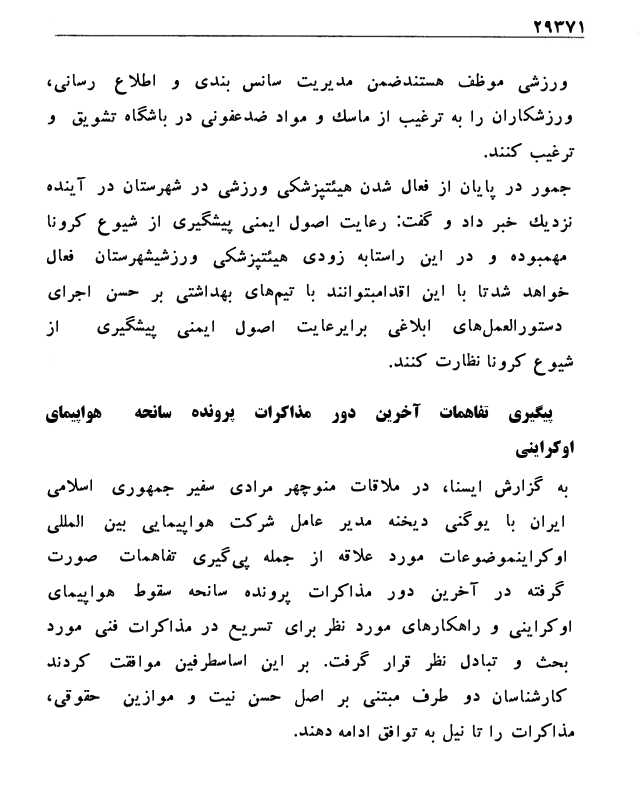 ۲۹۳۷۱
ورزشی موظف هستندضمن مدیریت سانس بندی و اطلاع رسانی،
ورزشکاران را به ترغیب از ماسك و مواد ضدعفونی در باشگاه تشویق و
ترغیب کنند.
جمور در پایان از فعال شدن هیئتپزشکی ورزشی در شهرستان در آینده
نزدیك خبر داد و گفت: رعایت اصول ایمنی پیشگیری از شیوع کرونا
مهمبوده و در این راستابه زودی هیئتپزشکی ورزشیشهرستان فعال
خواهد شدتا با این اقدامبتوانند با تیم‌های بهداشتی بر حسن اجرای
دستورالعمل‌های ابلاغی برایرعایت اصول ایمنی پیشگیری از
شیوع کرونا نظارت کنند.
پیگیری تفاهمات آخرین دور مذاکرات پرونده سانحه هواپیمای
اوکراینی
به گزارش ایسنا، در ملاقات منوچهر مرادی سفیر جمهوری اسلامی
ایران با یوگنی دیخنه مدیر عامل شرکت هواپیمایی بین المللی
اوکراینموضوعات مورد علاقه از جمله پی‌گیری تفاهمات صورت
گرفته در آخرین دور مذاکرات پرونده سانحه سقوط هواپیمای
اوکراینی و راهکارهای مورد نظر برای تسریع در مذاکرات فنی مورد
بحث و تبادل نظر قرار گرفت. بر این اساسطرفین موافقت کردند
کارشناسان دو طرف مبتنی بر اصل حسن نیت و موازین حقوقی،
مذاکرات را تا نیل به توافق ادامه دهند.